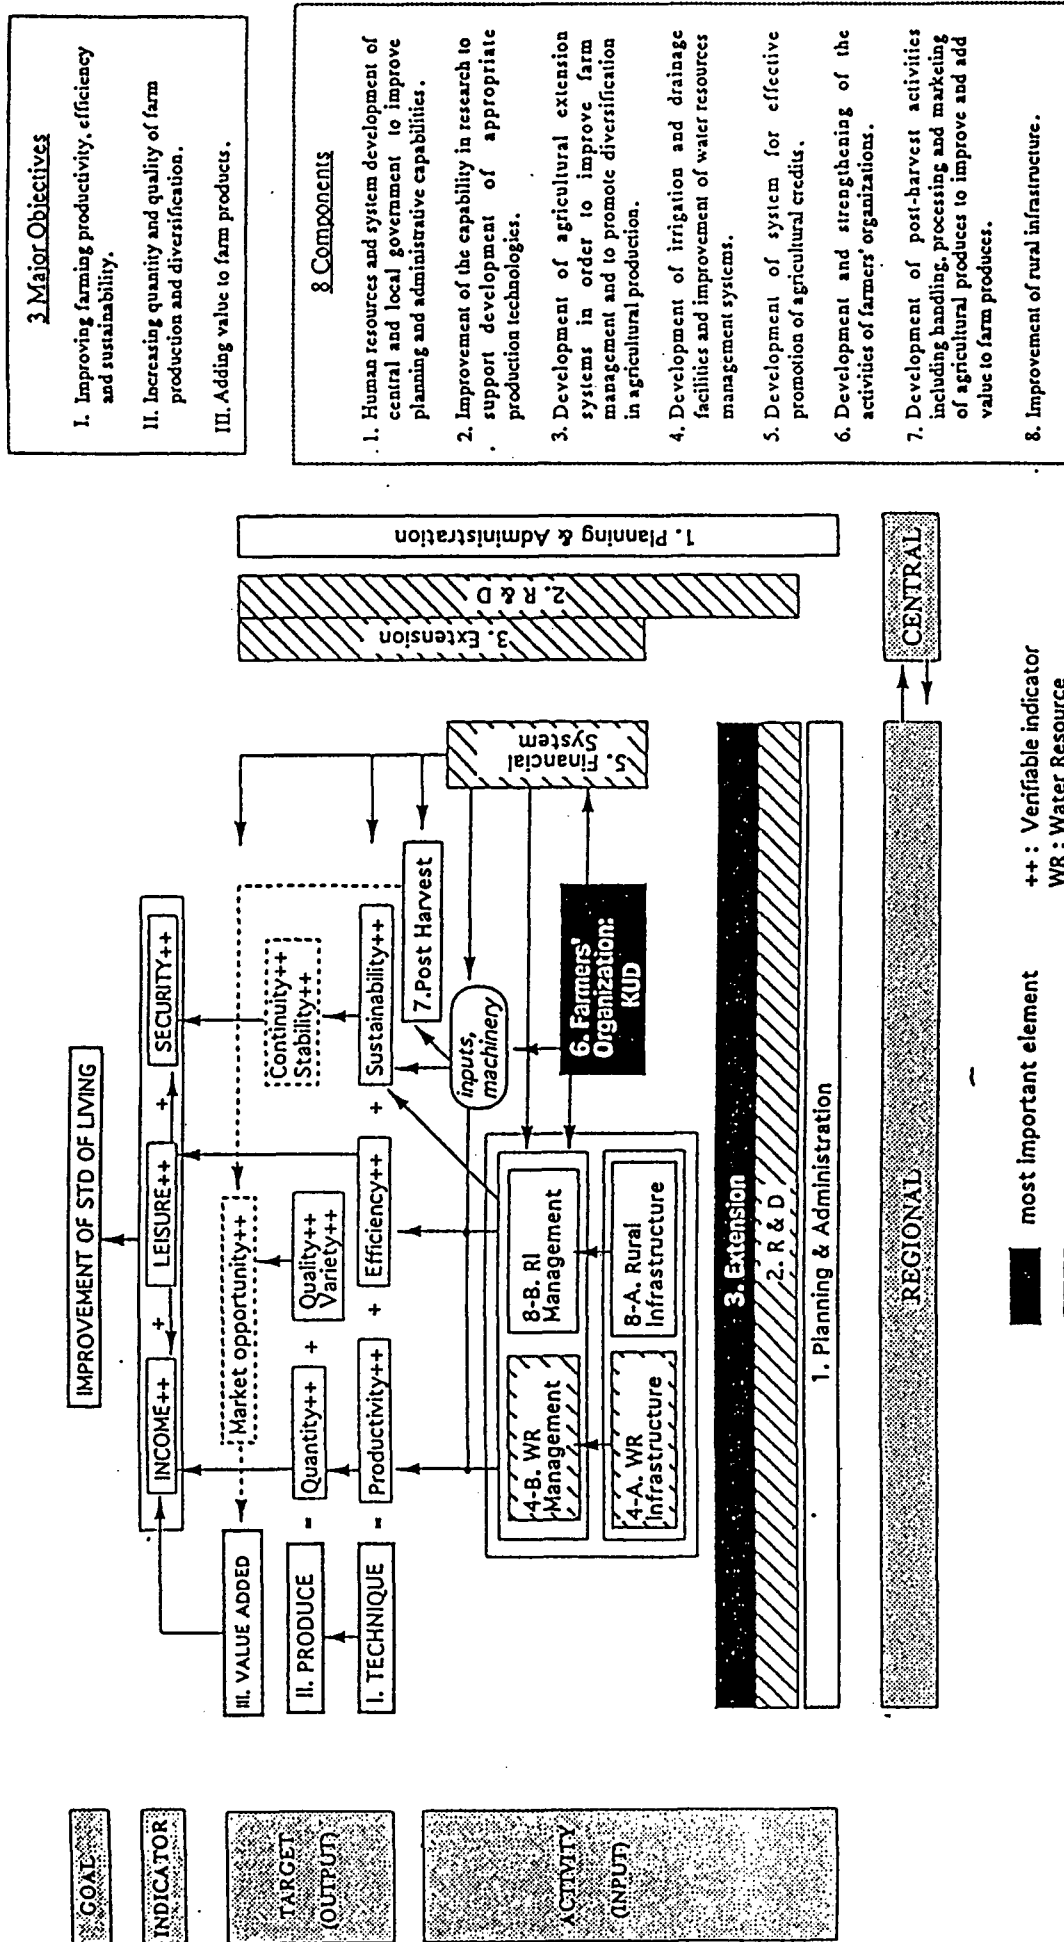 GOAL
IMPROVEMENT OF STD OF LIVING
INDICATOR
INCOME++ + LEISURE++ + SECURITY++
TARGET
(OUTPUT)
III. VALUE ADDED
Market opportunity++
Continuity++
Stability++
II. PRODUCE = Quantity++ + Quality++
Variety++
I. TECHNIQUE = Productivity++ + Efficiency++ + Sustainability++
ACTIVITY
(INPUT)
7.Post Harvest
inputs,
machinery
5. Financial
System
4-B. WR
Management
8-B. RI
Management
4-A. WR
Infrastructure
8-A. Rural
Infrastructure
6. Farmers'
Organization:
KUD
3. Extension
2. R & D
1. Planning & Administration
3. Extension
2. R & D
1. Planning & Administration
REGIONAL
CENTRAL
most important element
++ : Verifiable indicator
WR : Water Resource
3 Major Objectives
I. Improving farming productivity, efficiency
and sustainability.
II. Increasing quantity and quality of farm
production and diversification.
III. Adding value to farm products.
8 Components
1. Human resources and system development of
central and local government to improve
planning and administrative capabilities.
2. Improvement of the capability in research to
support development of appropriate
production technologies.
3. Development of agricultural extension
systems in order to improve farm
management and to promote diversification
in agricultural production.
4. Development of irrigation and drainage
facilities and improvement of water resources
management systems.
5. Development of system for effective
promotion of agricultural credits.
6. Development and strengthening of the
activities of farmers' organizations.
7. Development of post-harvest activities
including handling, processing and marketing
of agricultural produces to improve and add
value to farm produces.
8. Improvement of rural infrastructure.